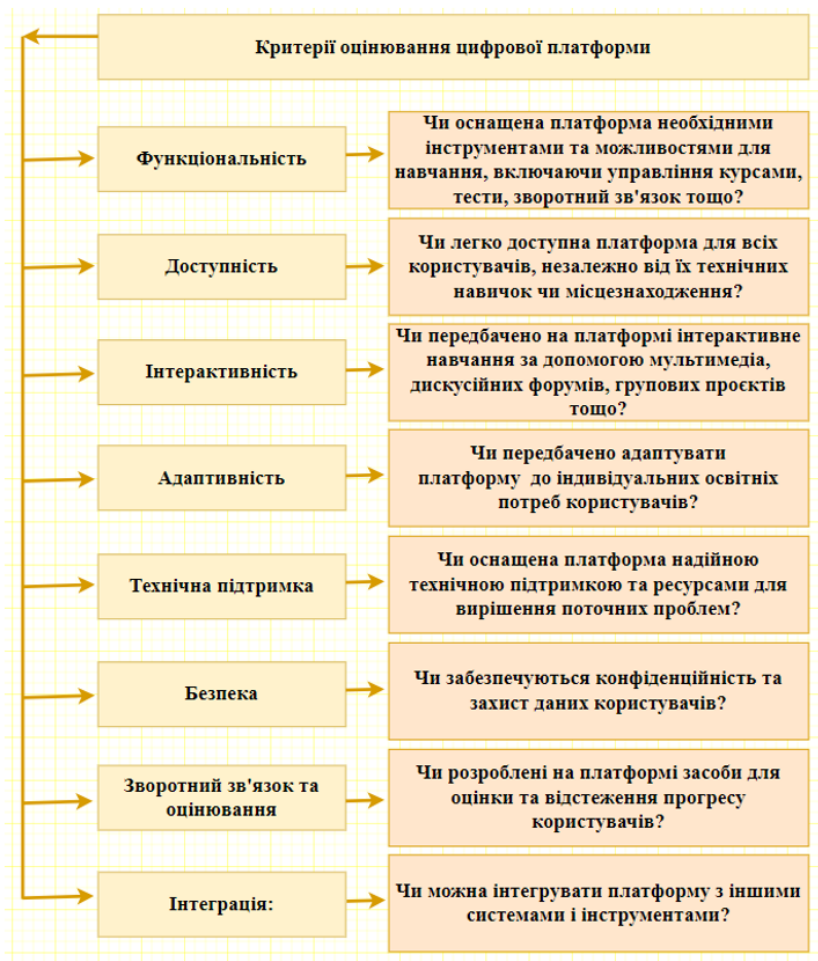 Критерії оцінювання цифрової платформи
Функціональність
Чи оснащена платформа необхідними
інструментами та можливостями для
навчання, включаючи управління курсами,
тести, зворотний зв'язок тощо?
Доступність
Чи легко доступна платформа для всіх
користувачів, незалежно від їх технічних
навичок чи місцезнаходження?
Інтерактивність
Чи передбачено на платформі інтерактивне
навчання за допомогою мультимедіа,
дискусійних форумів, групових проєктів
тощо?
Адаптивність
Чи передбачено адаптувати
платформу до індивідуальних освітніх
потреб користувачів?
Технічна підтримка
Чи оснащена платформа надійною
технічною підтримкою та ресурсами для
вирішення поточних проблем?
Безпека
Чи забезпечуються конфіденційність та
захист даних користувачів?
Зворотний зв'язок та
оцінювання
Чи розроблені на платформі засоби для
оцінки та відстеження прогресу
користувачів?
Інтеграція:
Чи можна інтегрувати платформу з іншими
системами і інструментами?